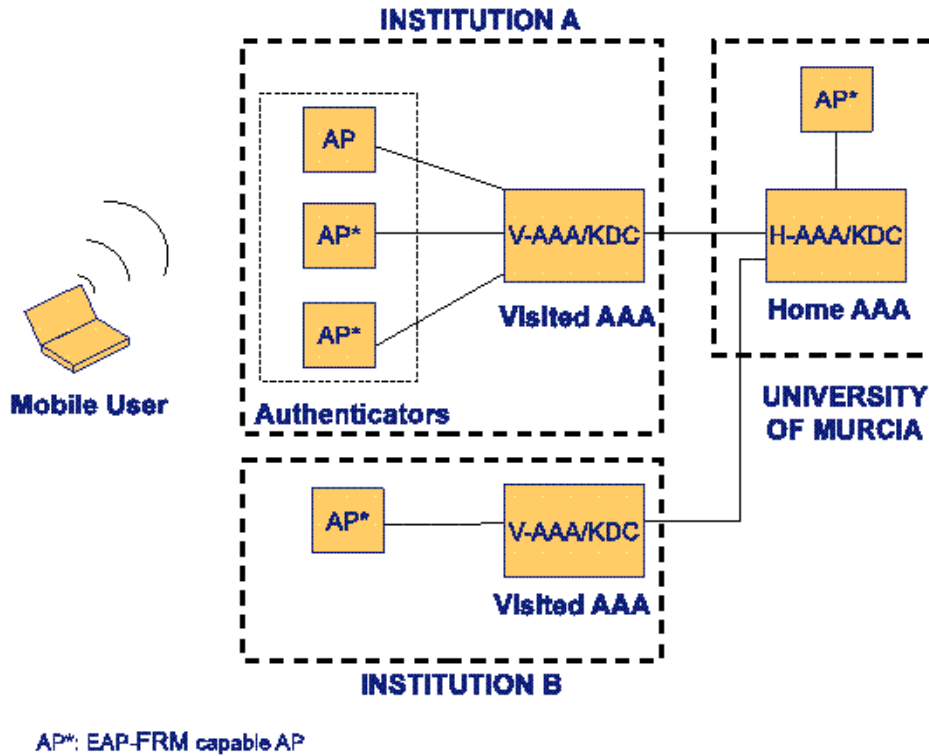 INSTITUTION A
AP
AP*
AP*
V-AAA/KDC
Visited AAA
Authenticators
Mobile User
AP*
H-AAA/KDC
Home AAA
UNIVERSITY
OF MURCIA
AP*
V-AAA/KDC
Visited AAA
INSTITUTION B
AP*: EAP-FRM capable AP